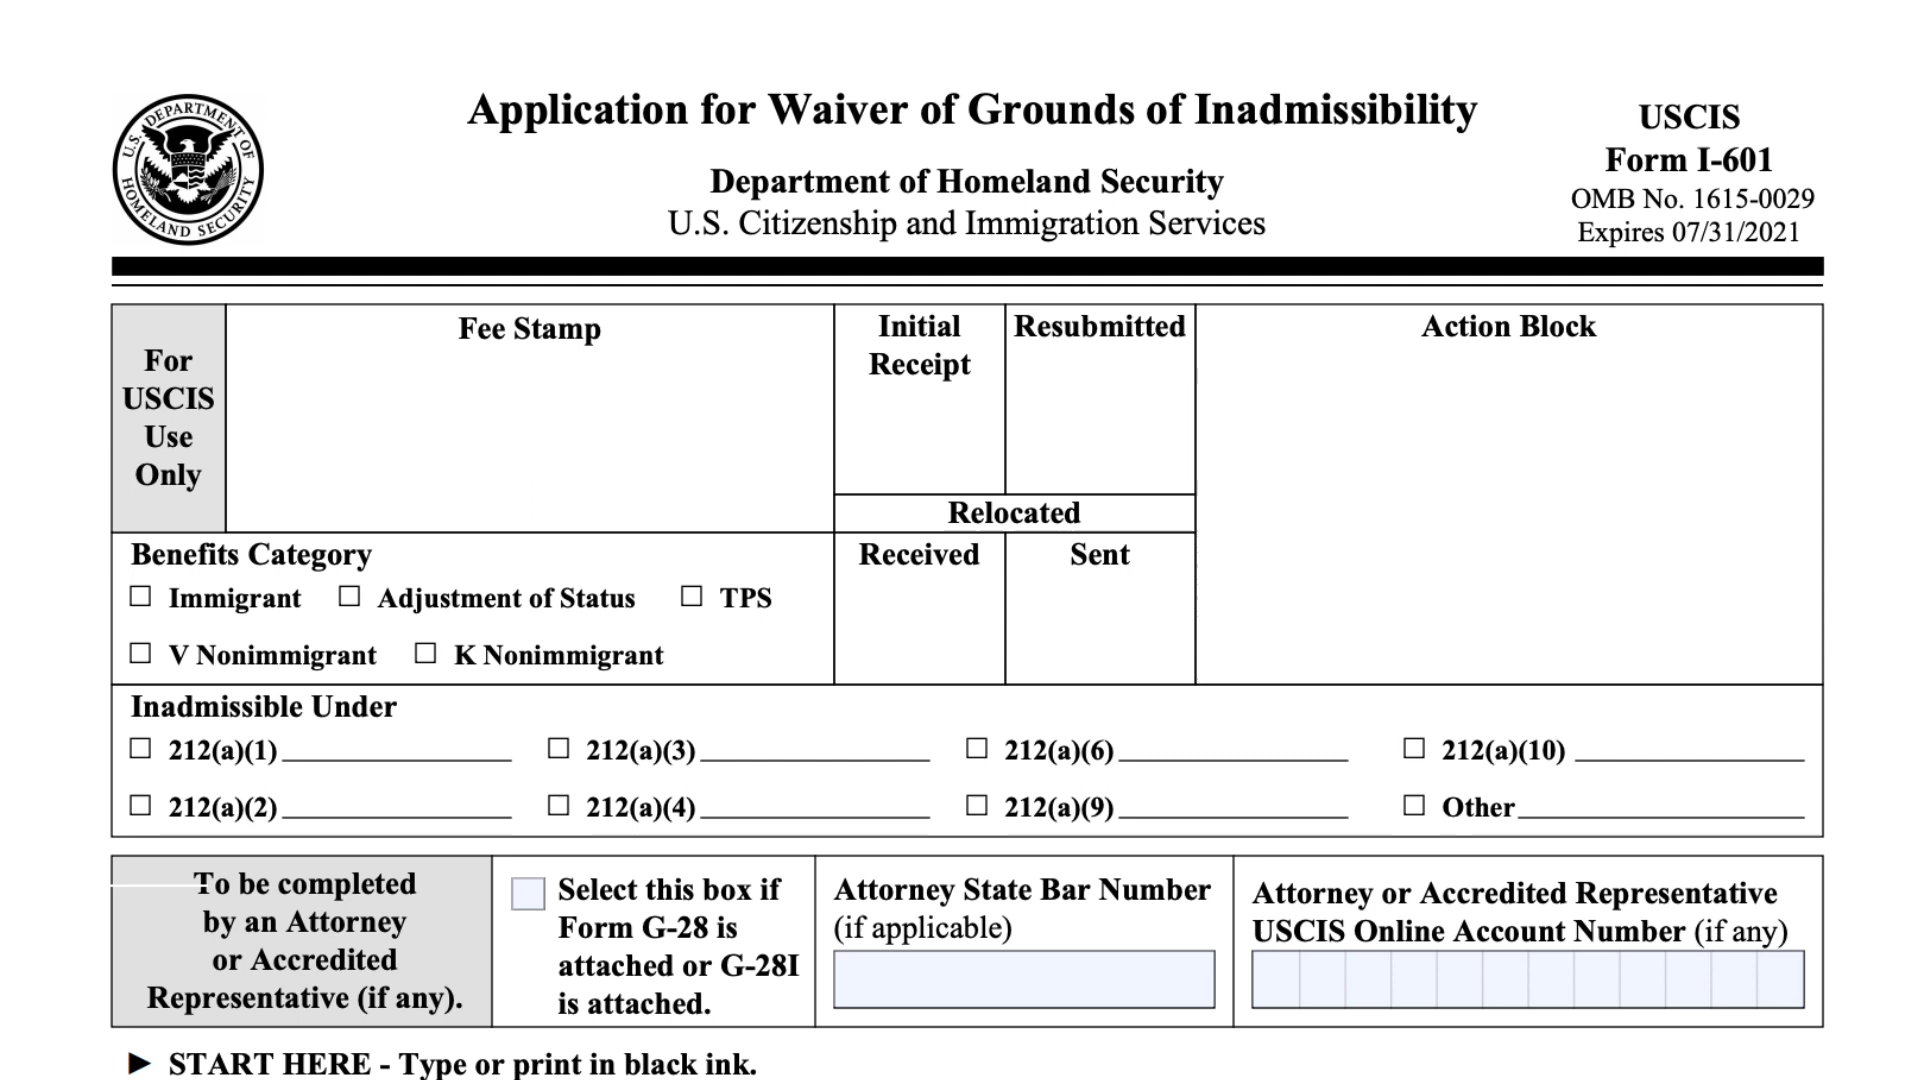 U.S. DEPARTMENT OF HOMELAND SECURITY
Application for Waiver of Grounds of Inadmissibility
Department of Homeland Security
U.S. Citizenship and Immigration Services
USCIS
Form I-601
OMB No. 1615-0029
Expires 07/31/2021
For
USCIS
Use
Only
Fee Stamp
Initial
Receipt
Resubmitted
Action Block
Relocated
Received
Sent
Benefits Category
☐ Immigrant ☐ Adjustment of Status ☐ TPS
☐ V Nonimmigrant ☐ K Nonimmigrant
Inadmissible Under
☐ 212(a)(1) ☐ 212(a)(3) ☐ 212(a)(6) ☐ 212(a)(10)
☐ 212(a)(2) ☐ 212(a)(4) ☐ 212(a)(9) ☐ Other
To be completed
by an Attorney
or Accredited
Representative (if any).
Select this box if
Form G-28 is
attached or G-28I
is attached.
Attorney State Bar Number
(if applicable)
Attorney or Accredited Representative
USCIS Online Account Number (if any)
► START HERE - Type or print in black ink.